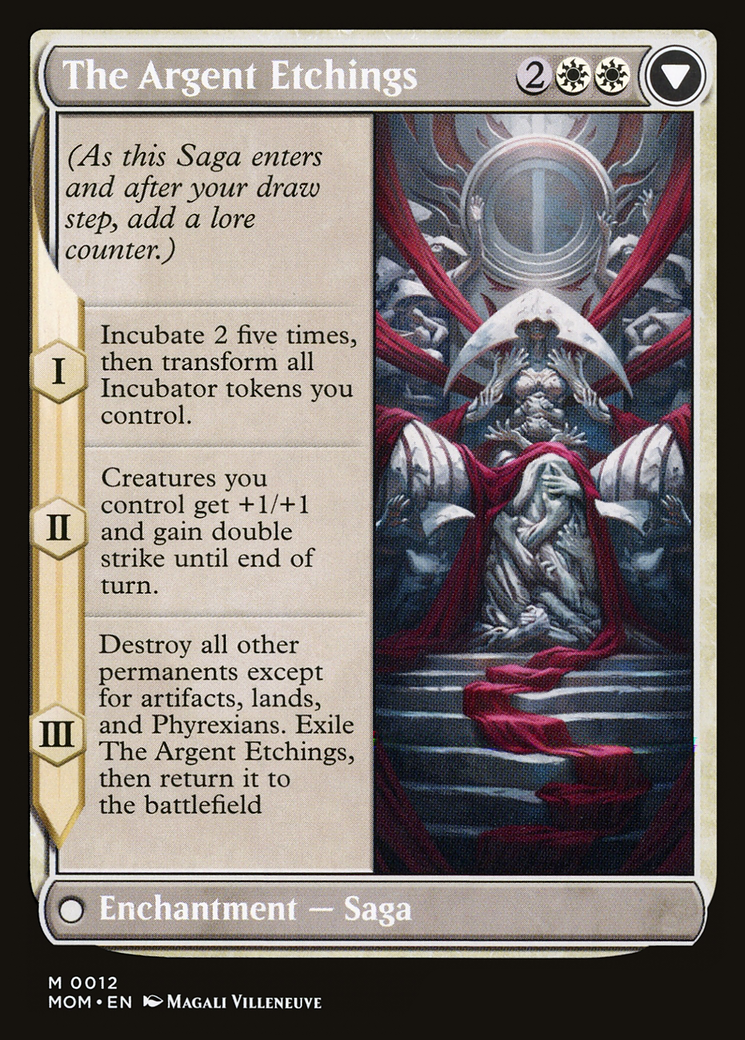 The Argent Etchings 2
(As this Saga enters
and after your draw
step, add a lore
counter.)
I
Incubate 2 five times,
then transform all
Incubator tokens you
control.
II
Creatures you
control get +1/+1
and gain double
strike until end of
turn.
III
Destroy all other
permanents except
for artifacts, lands,
and Phyrexians. Exile
The Argent Etchings,
then return it to
the battlefield
Enchantment — Saga
M 0012
MOM • EN Magali Villeneuve